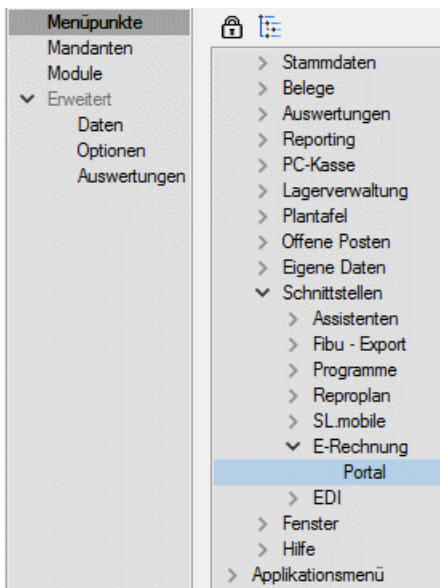 Menüpunkte
Mandanten
Module
Erweitert
Daten
Optionen
Auswertungen
Stammdaten
Belege
Auswertungen
Reporting
PC-Kasse
Lagerverwaltung
Plantafel
Offene Posten
Eigene Daten
Schnittstellen
Assistenten
Fibu - Export
Programme
Reproplan
SL.mobile
E-Rechnung
Portal
EDI
Fenster
Hilfe
Applikationsmenü